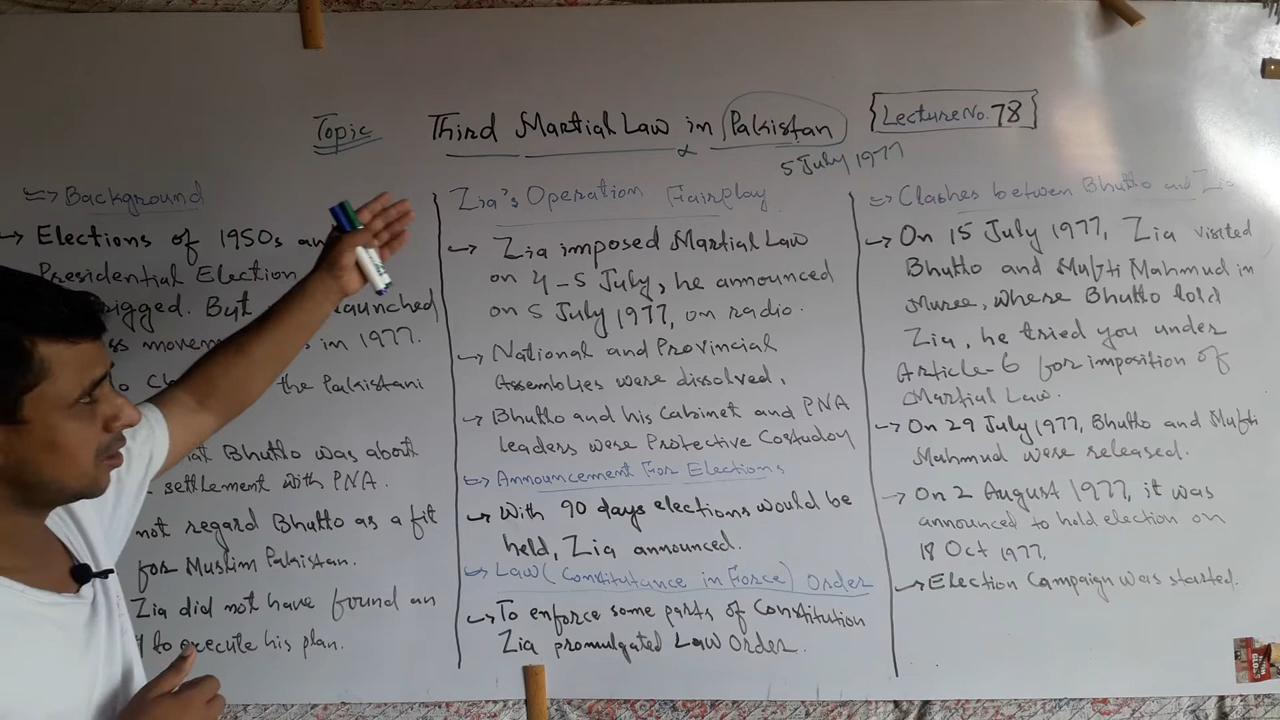 Topic
Third Martial Law in Pakistan
Lecture No. 78
5 July 1977
Background
Elections of 1950s an
Presidential Election
rigged. But launched
ss movem in 1977.
the Pakistani
at Bhutto was about
settlement with PNA.
not regard Bhutto as a fit
for Muslim Pakistan.
Zia did not have found an
to execute his plan.
Zia's Operation Fairplay
Zia imposed Martial Law
on 4-5 July, he announced
on 5 July 1977, on radio.
National and Provincial
Assemblies were dissolved.
Bhutto and his Cabinet and PNA
leaders were Protective Costudoy
Announcement For Elections
With 90 days elections would be
held, Zia announced.
Law (Constitutance in Force) Order
To enforce some parts of Constitution
Zia promulgated Law Order.
Clashes between Bhutto and Zia
On 15 July 1977, Zia visited
Bhutto and Mufti Mahmud in
Muree, where Bhutto told
Zia, he tried you under
Article-6 for imposition of
Martial Law.
On 29 July 1977, Bhutto and Mufti
Mahmud were released.
On 2 August 1977, it was
announced to hold election on
18 Oct 1977.
Election Campaign was started.